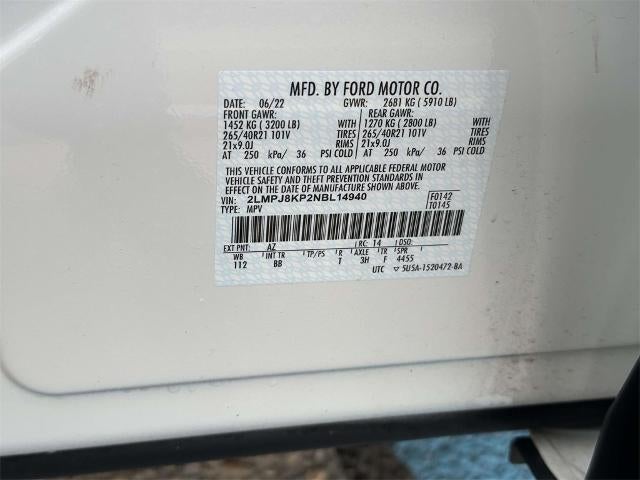 MFD. BY FORD MOTOR CO.
DATE: 06/22 GVWR: 2681 KG ( 5910 LB)
FRONT GAWR: REAR GAWR:
1452 KG ( 3200 LB) WITH 1270 KG ( 2800 LB) WITH
265/40R21 101V TIRES 265/40R21 101V TIRES
21x9.0J RIMS 21x9.0J RIMS
AT 250 kPa/ 36 PSI COLD AT 250 kPa/ 36 PSI COLD
THIS VEHICLE CONFORMS TO ALL APPLICABLE FEDERAL MOTOR
VEHICLE SAFETY AND THEFT PREVENTION STANDARDS IN
EFFECT ON THE DATE OF MANUFACTURE SHOWN ABOVE.
VIN: 2LMPJ8KP2NBL14940 F0142
TYPE: MPV T0145
EXT PNT: AZ RC: 14 DSO:
WB INT TR TP/PS R AXLE TR SPR
112 BB T 3H F 4455
UTC ▽ 5U5A-1520472-BA